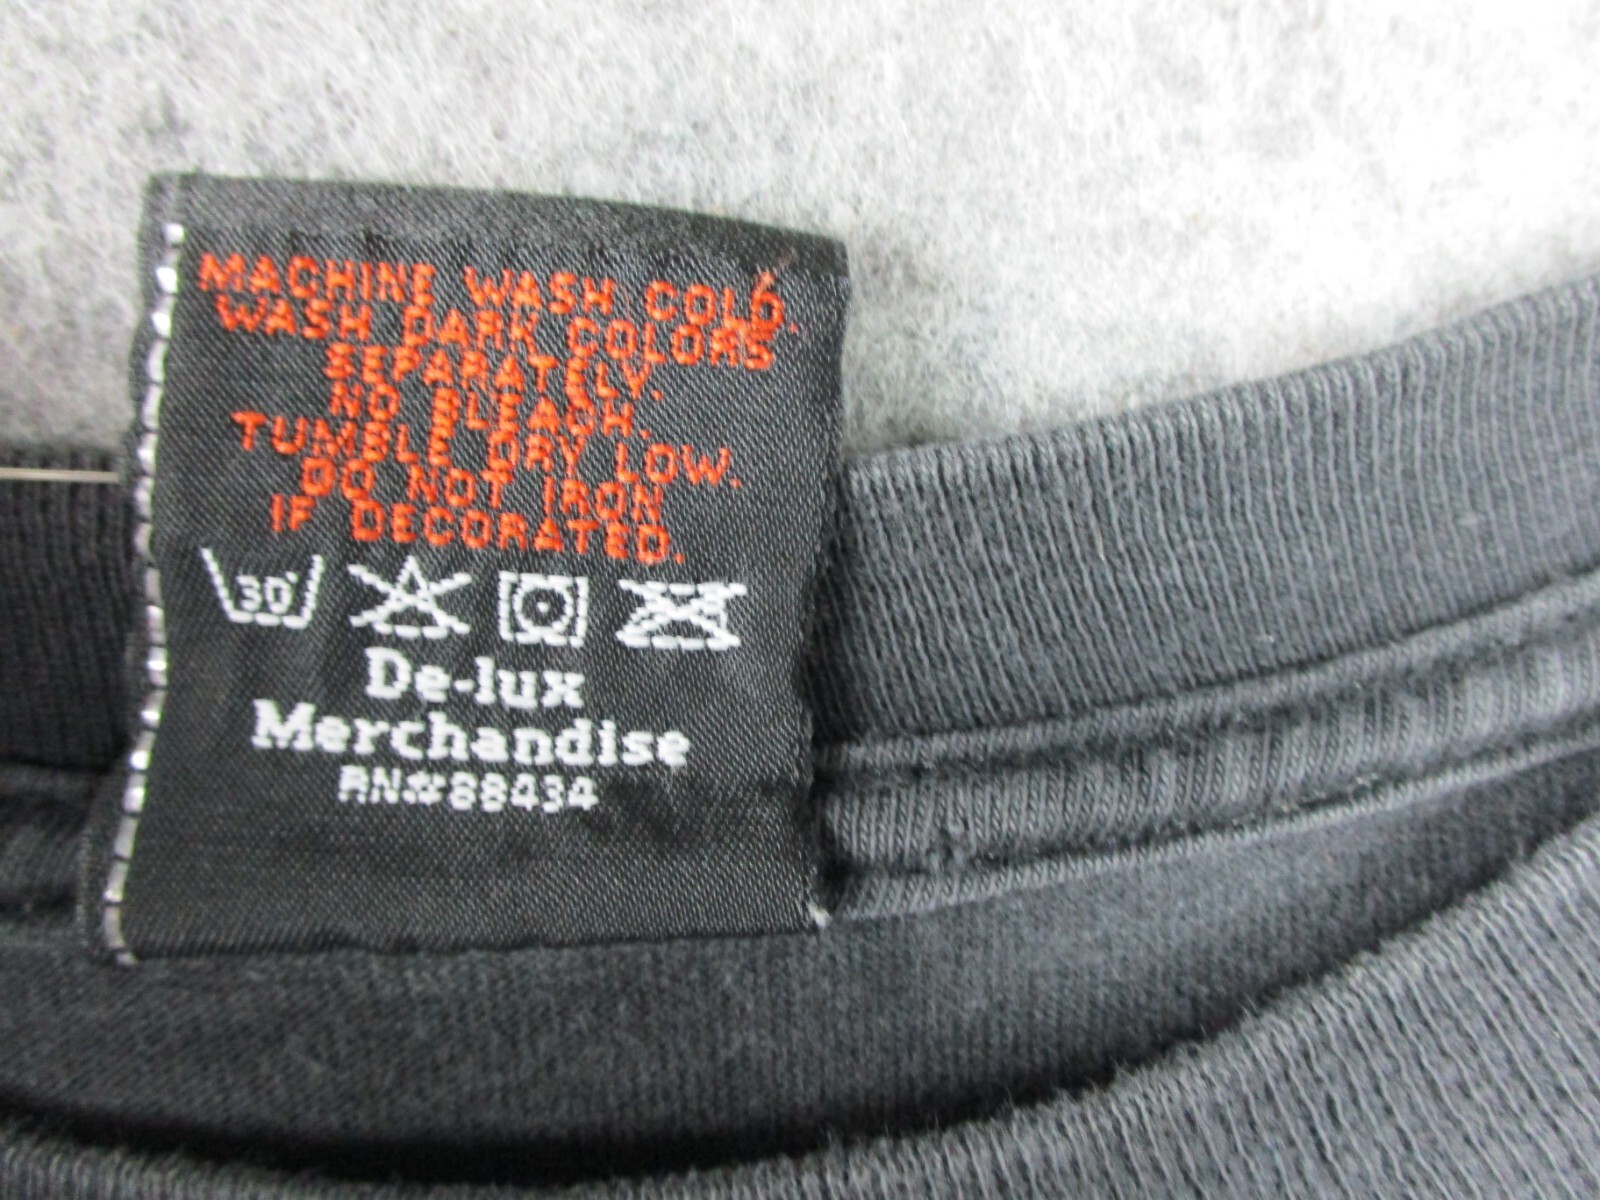 MACHINE WASH COLD.
WASH DARK COLORS
SEPARATELY.
NO BLEASH.
TUMBLE DRY LOW.
DO NOT IRON
IF DECORATED.
30°
De-lux
Merchandise
RN#88434